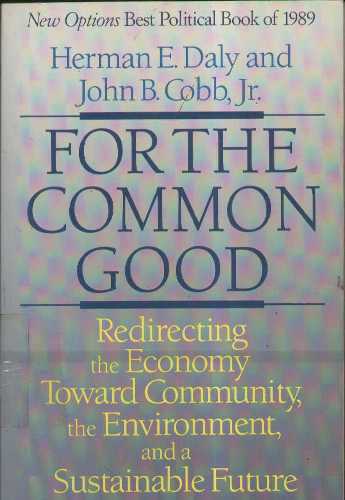 New Options Best Political Book of 1989
Herman E. Daly and
John B. Cobb, Jr.
FOR THE
COMMON
GOOD
Redirecting
the Economy
Toward Community,
the Environment,
and a
Sustainable Future